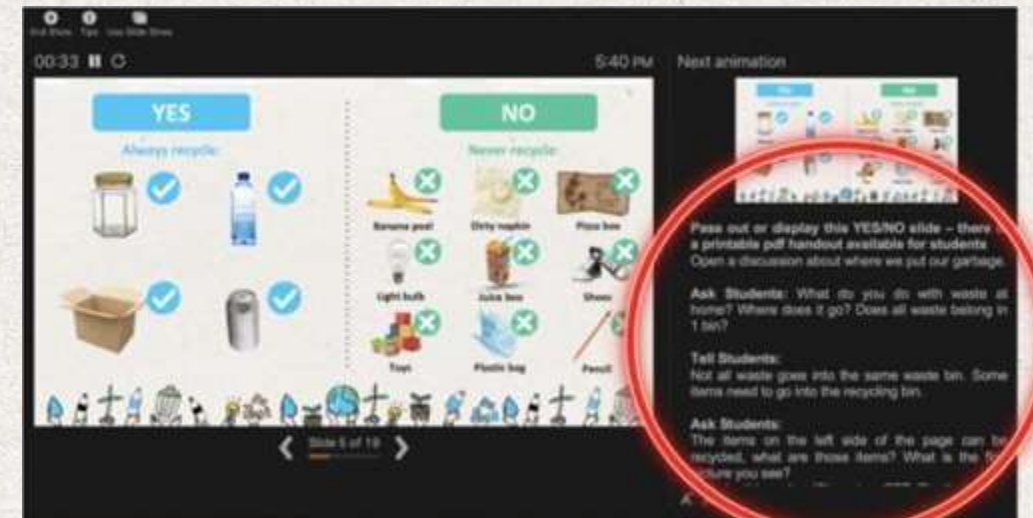 End Show Tips Use Slide Show
00:33
5:40 PM
Next animation
YES
NO
Always recycle:
Never recycle:
Banana peel
Dirty napkin
Pizza box
Light bulb
Juice box
Shoes
Toys
Plastic bag
Pencil
Slide 5 of 19
Pass out or display this YES/NO slide – there
a printable pdf handout available for students
Open a discussion about where we put our garbage.
Ask Students: What do you do with waste at
home? Where does it go? Does all waste belong in
1 bin?
Tell Students:
Not all waste goes into the same waste bin. Some
items need to go into the recycling bin.
Ask Students:
The items on the left side of the page can be
recycled, what are those items? What is the
picture you see?